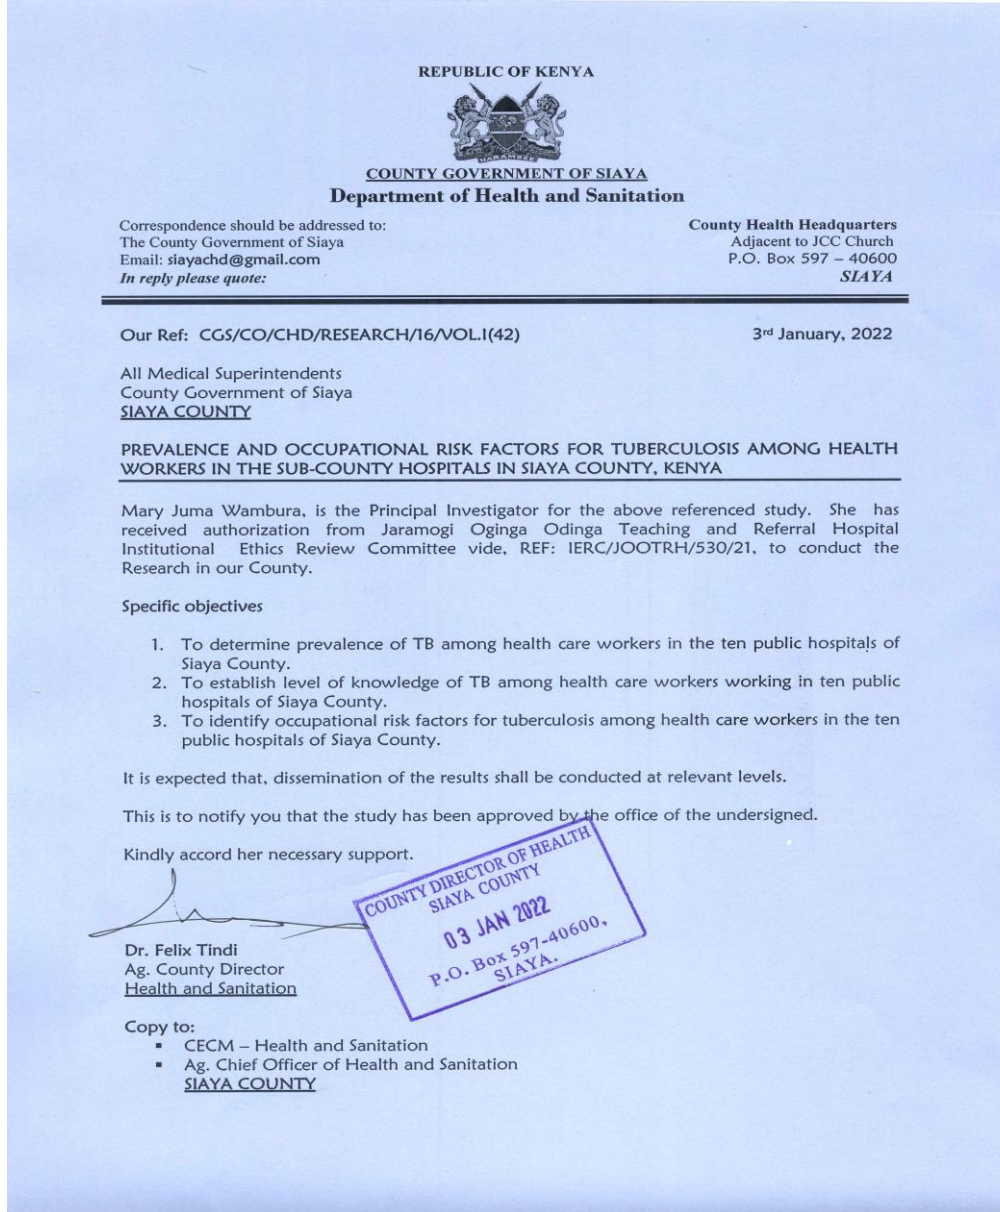 REPUBLIC OF KENYA
HARAMBEE
COUNTY GOVERNMENT OF SIAYA
Department of Health and Sanitation
Correspondence should be addressed to:
The County Government of Siaya
Email: siayachd@gmail.com
In reply please quote:
County Health Headquarters
Adjacent to JCC Church
P.O. Box 597 – 40600
SIAYA
Our Ref: CGS/CO/CHD/RESEARCH/16/VOL.I(42)
3rd January, 2022
All Medical Superintendents
County Government of Siaya
SIAYA COUNTY
PREVALENCE AND OCCUPATIONAL RISK FACTORS FOR TUBERCULOSIS AMONG HEALTH
WORKERS IN THE SUB-COUNTY HOSPITALS IN SIAYA COUNTY, KENYA
Mary Juma Wambura, is the Principal Investigator for the above referenced study. She has
received authorization from Jaramogi Oginga Odinga Teaching and Referral Hospital
Institutional Ethics Review Committee vide, REF: IERC/JOOTRH/530/21, to conduct the
Research in our County.
Specific objectives
1. To determine prevalence of TB among health care workers in the ten public hospitals of
Siaya County.
2. To establish level of knowledge of TB among health care workers working in ten public
hospitals of Siaya County.
3. To identify occupational risk factors for tuberculosis among health care workers in the ten
public hospitals of Siaya County.
It is expected that, dissemination of the results shall be conducted at relevant levels.
This is to notify you that the study has been approved by the office of the undersigned.
Kindly accord her necessary support.
COUNTY DIRECTOR OF HEALTH
SIAYA COUNTY
03 JAN 2022
P.O. Box 597-40600,
SIAYA.
Dr. Felix Tindi
Ag. County Director
Health and Sanitation
Copy to:
▪ CECM – Health and Sanitation
▪ Ag. Chief Officer of Health and Sanitation
SIAYA COUNTY